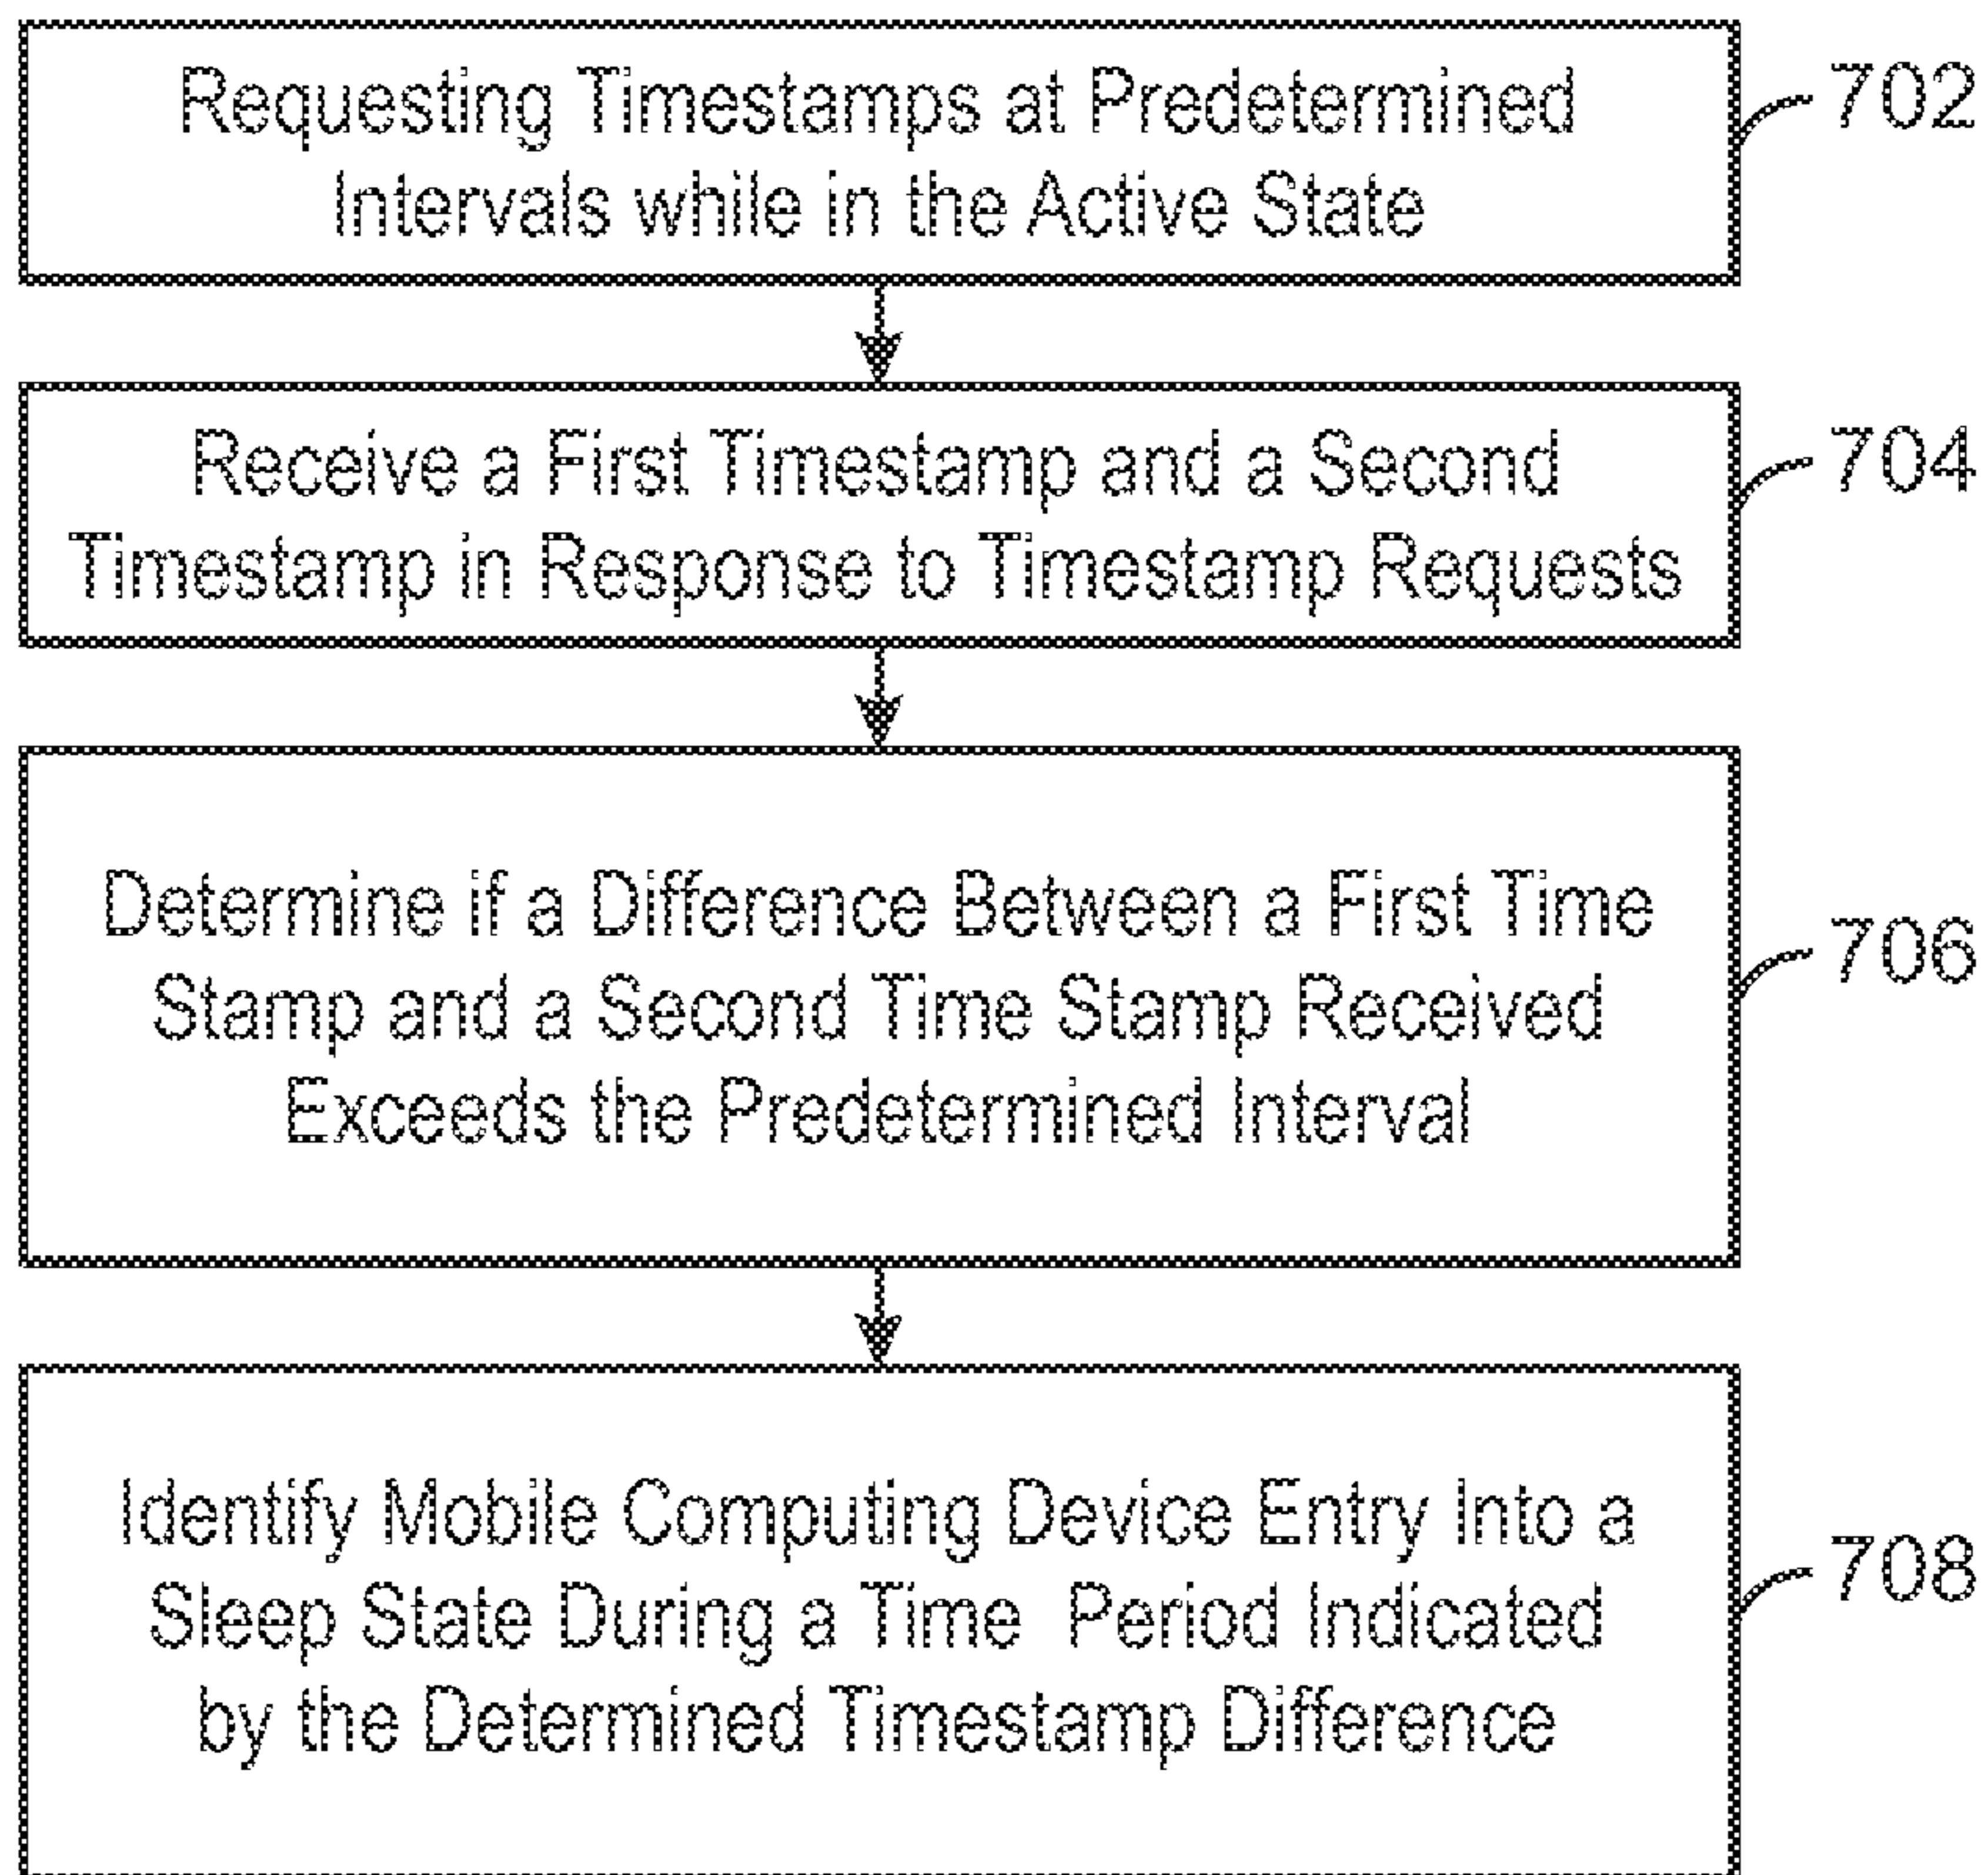 Requesting Timestamps at Predetermined
Intervals while in the Active State
702
Receive a First Timestamp and a Second
Timestamp in Response to Timestamp Requests
704
Determine if a Difference Between a First Time
Stamp and a Second Time Stamp Received
Exceeds the Predetermined Interval
706
Identify Mobile Computing Device Entry Into a
Sleep State During a Time Period Indicated
by the Determined Timestamp Difference
708